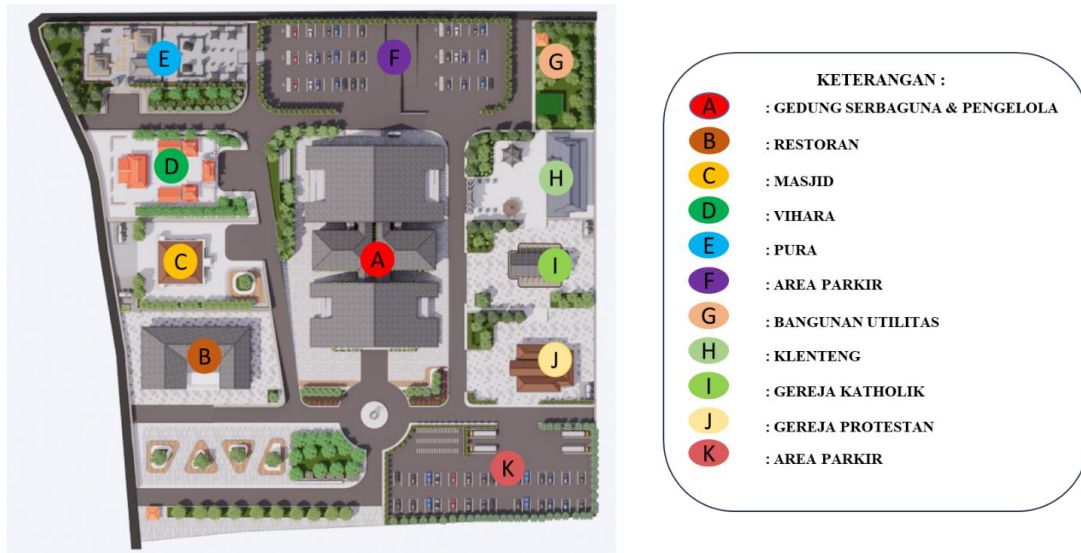 E
F
G
D
H
C
A
I
B
J
K
KETERANGAN :
A : GEDUNG SERBAGUNA & PENGELOLA
B : RESTORAN
C : MASJID
D : VIHARA
E : PURA
F : AREA PARKIR
G : BANGUNAN UTILITAS
H : KLENTENG
I : GEREJA KATHOLIK
J : GEREJA PROTESTAN
K : AREA PARKIR